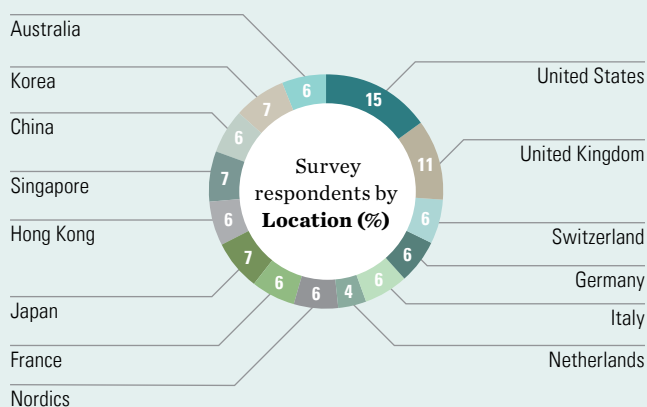 Australia
Korea
China
Singapore
Hong Kong
Japan
France
Nordics
United States
United Kingdom
Switzerland
Germany
Italy
Netherlands
Survey
respondents by
Location (%)
15
11
6
6
6
4
6
6
7
6
7
6
7
6